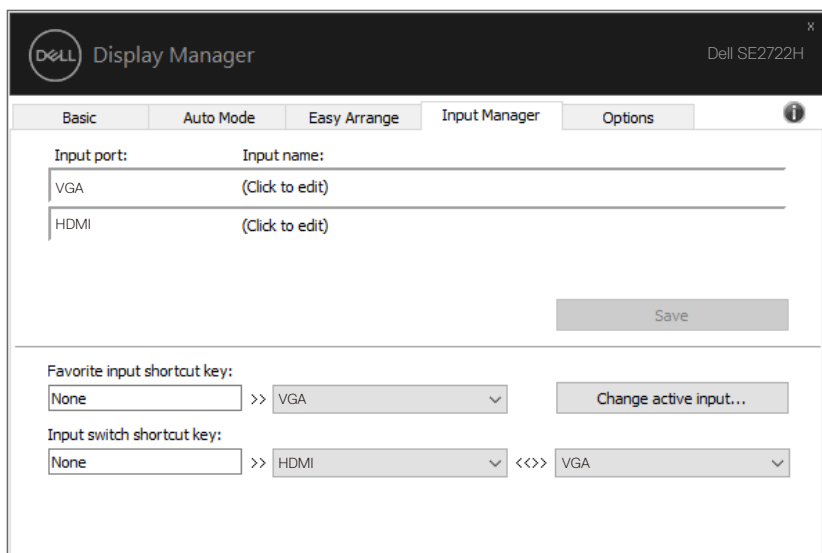 x
DELL Display Manager Dell SE2722H
Basic Auto Mode Easy Arrange Input Manager Options i
Input port: Input name:
VGA (Click to edit)
HDMI (Click to edit)
Save
Favorite input shortcut key:
None >> VGA Change active input...
Input switch shortcut key:
None >> HDMI <<>> VGA